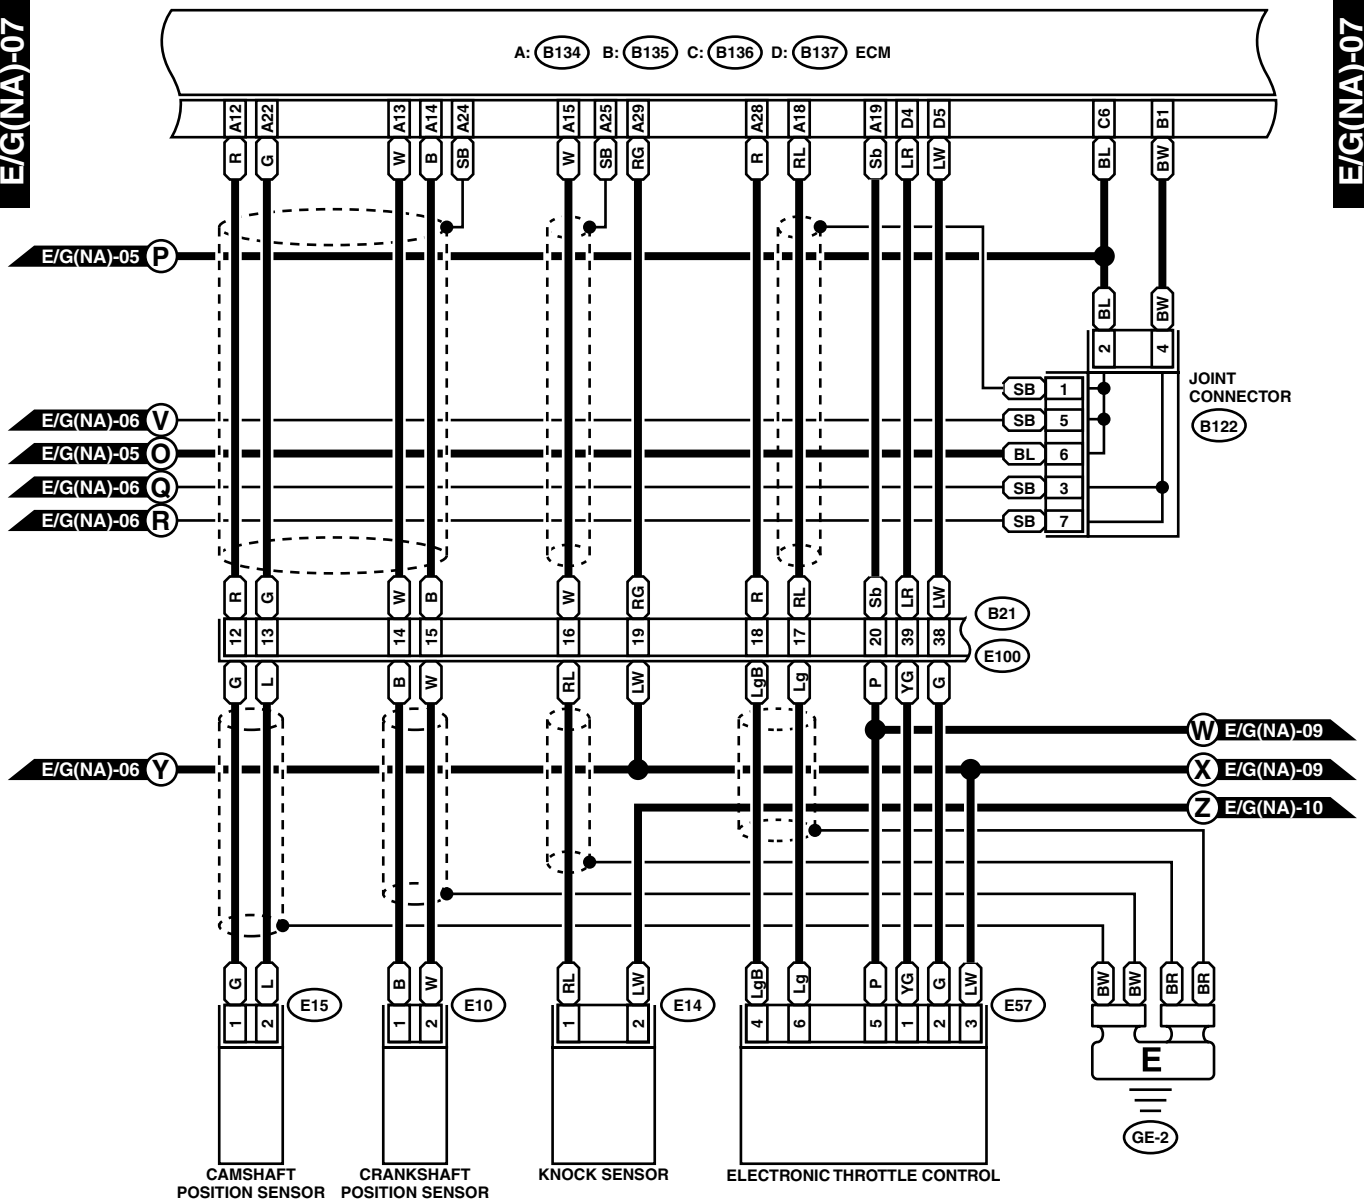 E/G(NA)-07
E/G(NA)-07
A: B134 B: B135 C: B136 D: B137 ECM
A12 A22 A13 A14 A24 A15 A25 A29 A28 A18 A19 D4 D5 C6 B1
R G W B SB W SB RG R RL Sb LR LW BL BW
E/G(NA)-05 P
BL BW
2 4
JOINT
CONNECTOR
B122
SB 1
E/G(NA)-06 V SB 5
E/G(NA)-05 O BL 6
E/G(NA)-06 Q SB 3
E/G(NA)-06 R SB 7
R G W B W RG R RL Sb LR LW
B21
12 13 14 15 16 19 18 17 20 39 38
E100
G L B W RL LW LgB Lg P YG G
W E/G(NA)-09
E/G(NA)-06 Y X E/G(NA)-09
Z E/G(NA)-10
G L B W RL LW LgB Lg P YG G LW BW BW BR BR
E15 E10 E14 E57
1 2 1 2 1 2 4 6 5 1 2 3
E
GE-2
CAMSHAFT
POSITION SENSOR
CRANKSHAFT
POSITION SENSOR
KNOCK SENSOR
ELECTRONIC THROTTLE CONTROL